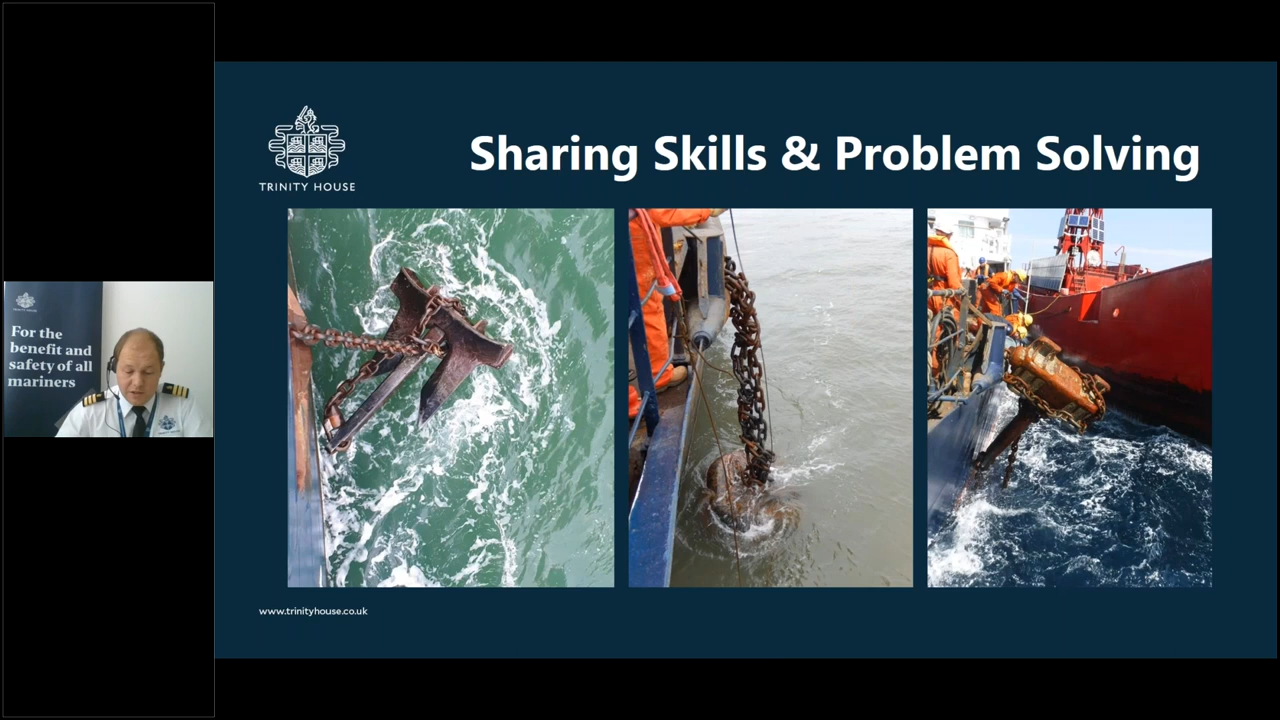 TRINITY HOUSE
Sharing Skills & Problem Solving
For the
benefit and
safety of all
mariners
www.trinityhouse.co.uk